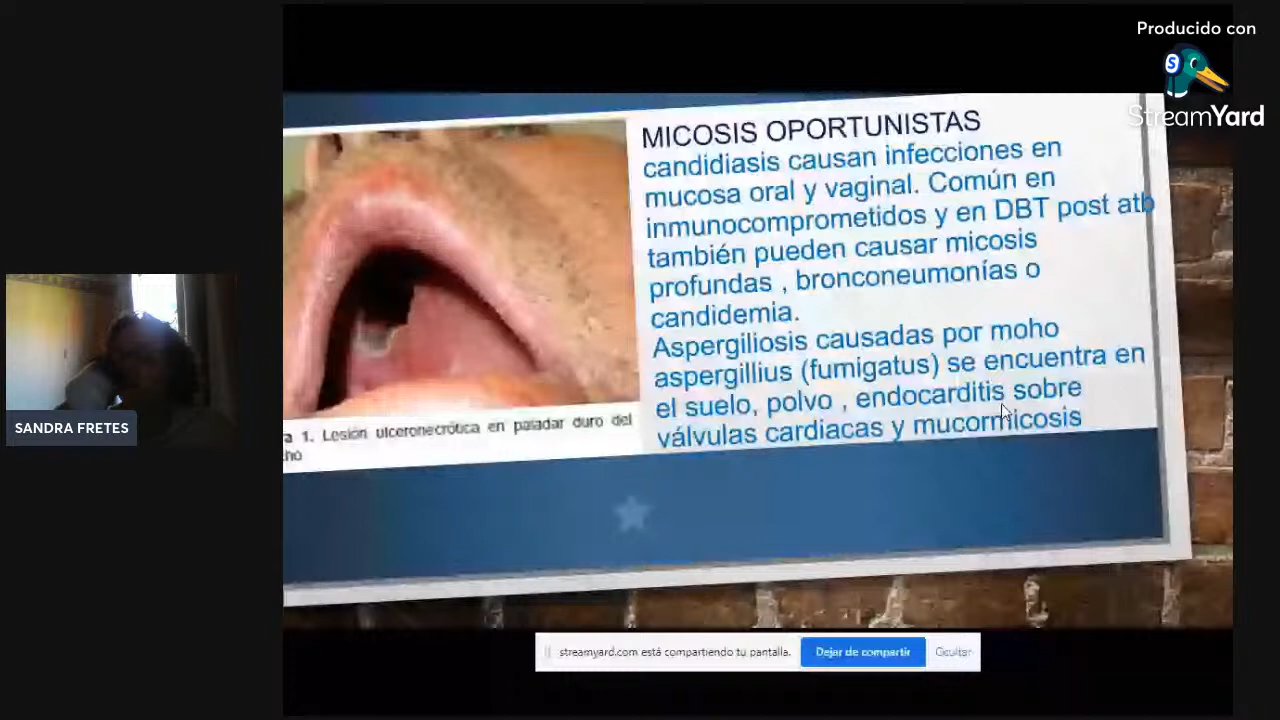 Producido con
StreamYard
MICOSIS OPORTUNISTAS
candidiasis causan infecciones en
mucosa oral y vaginal. Común en
inmunocomprometidos y en DBT post atb
también pueden causar micosis
profundas , bronconeumonías o
candidemia.
Aspergiliosis causadas por moho
aspergillius (fumigatus) se encuentra en
el suelo, polvo , endocarditis sobre
válvulas cardiacas y mucormicosis
a 1. Lesión ulceronecrótica en paladar duro del
cho
SANDRA FRETES
streamyard.com está compartiendo tu pantalla.
Dejar de compartir
Ocultar